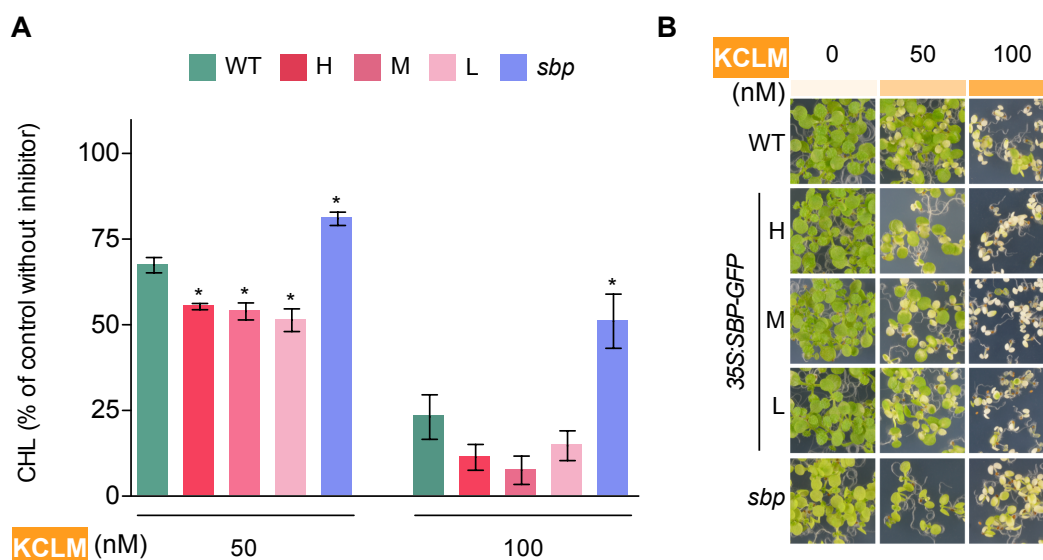 A
WT H M L sbp
CHL (% of control without inhibitor)
100
75
50
25
0
* * * * *
KCLM (nM) 50 100
B
KCLM 0 50 100
(nM)
WT
35S:SBP-GFP
H
M
L
sbp